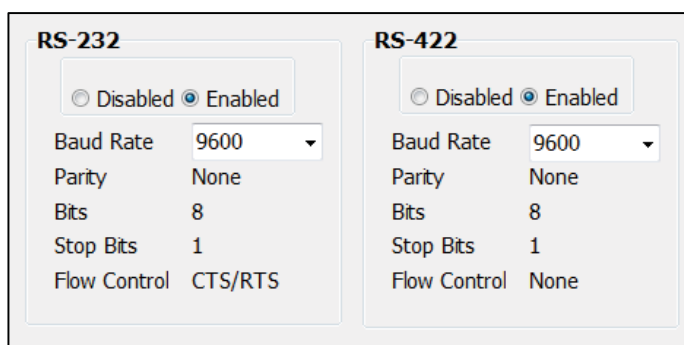 RS-232
Disabled Enabled
Baud Rate 9600
Parity None
Bits 8
Stop Bits 1
Flow Control CTS/RTS
RS-422
Disabled Enabled
Baud Rate 9600
Parity None
Bits 8
Stop Bits 1
Flow Control None